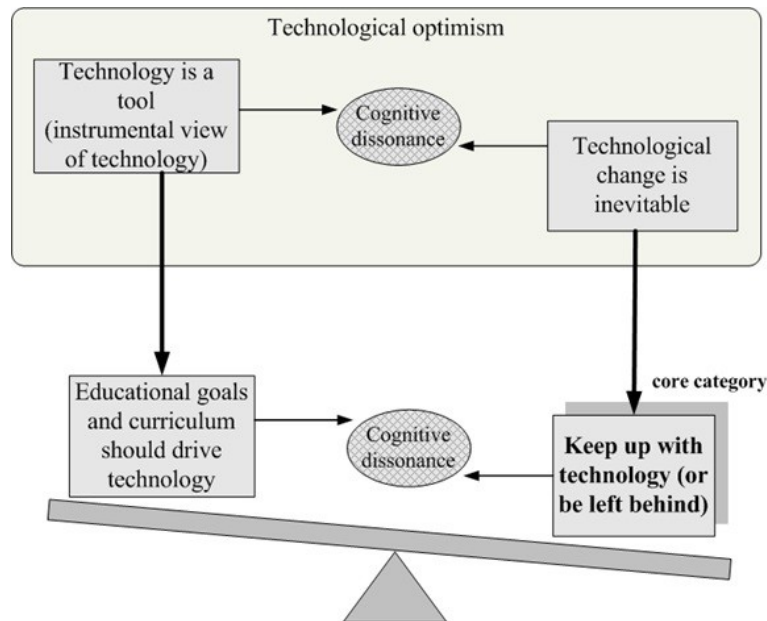 Technological optimism
Technology is a
tool
(instrumental view
of technology)
Cognitive
dissonance
Technological
change is
inevitable
Educational goals
and curriculum
should drive
technology
Cognitive
dissonance
core category
Keep up with
technology (or
be left behind)